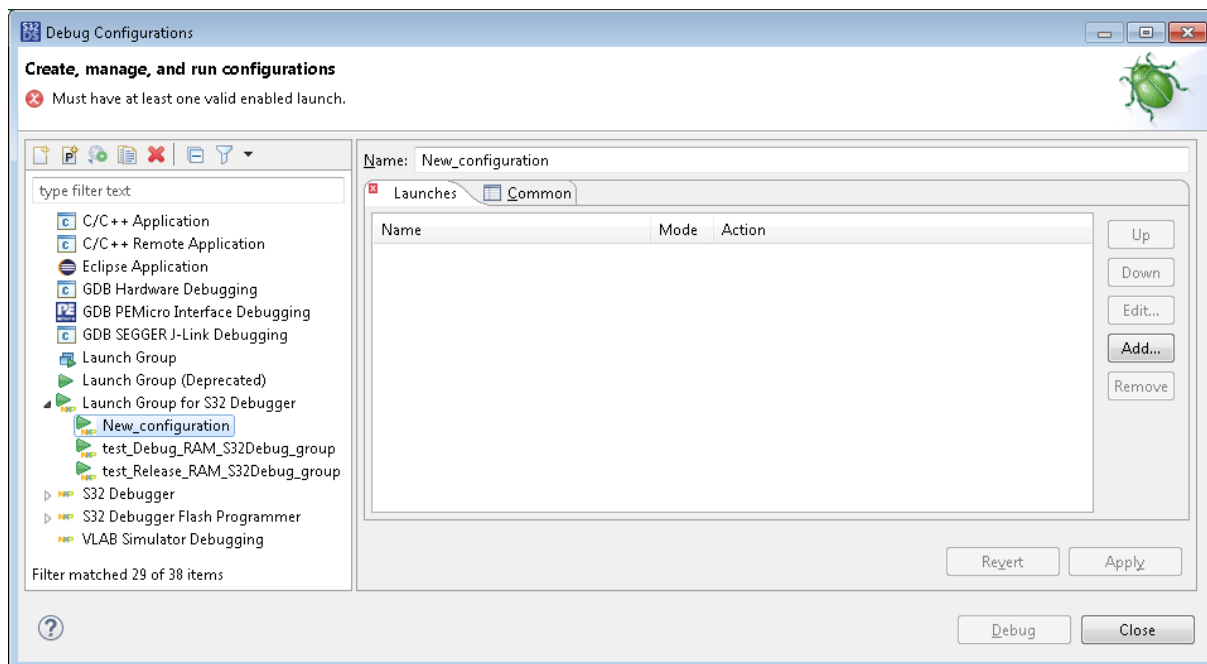 S32
DS Debug Configurations
Create, manage, and run configurations
Must have at least one valid enabled launch.
type filter text
C/C++ Application
C/C++ Remote Application
Eclipse Application
GDB Hardware Debugging
GDB PEMicro Interface Debugging
GDB SEGGER J-Link Debugging
Launch Group
Launch Group (Deprecated)
Launch Group for S32 Debugger
New_configuration
test_Debug_RAM_S32Debug_group
test_Release_RAM_S32Debug_group
S32 Debugger
S32 Debugger Flash Programmer
VLAB Simulator Debugging
Filter matched 29 of 38 items
Name: New_configuration
Launches Common
Name Mode Action
Up
Down
Edit...
Add...
Remove
Revert Apply
Debug Close